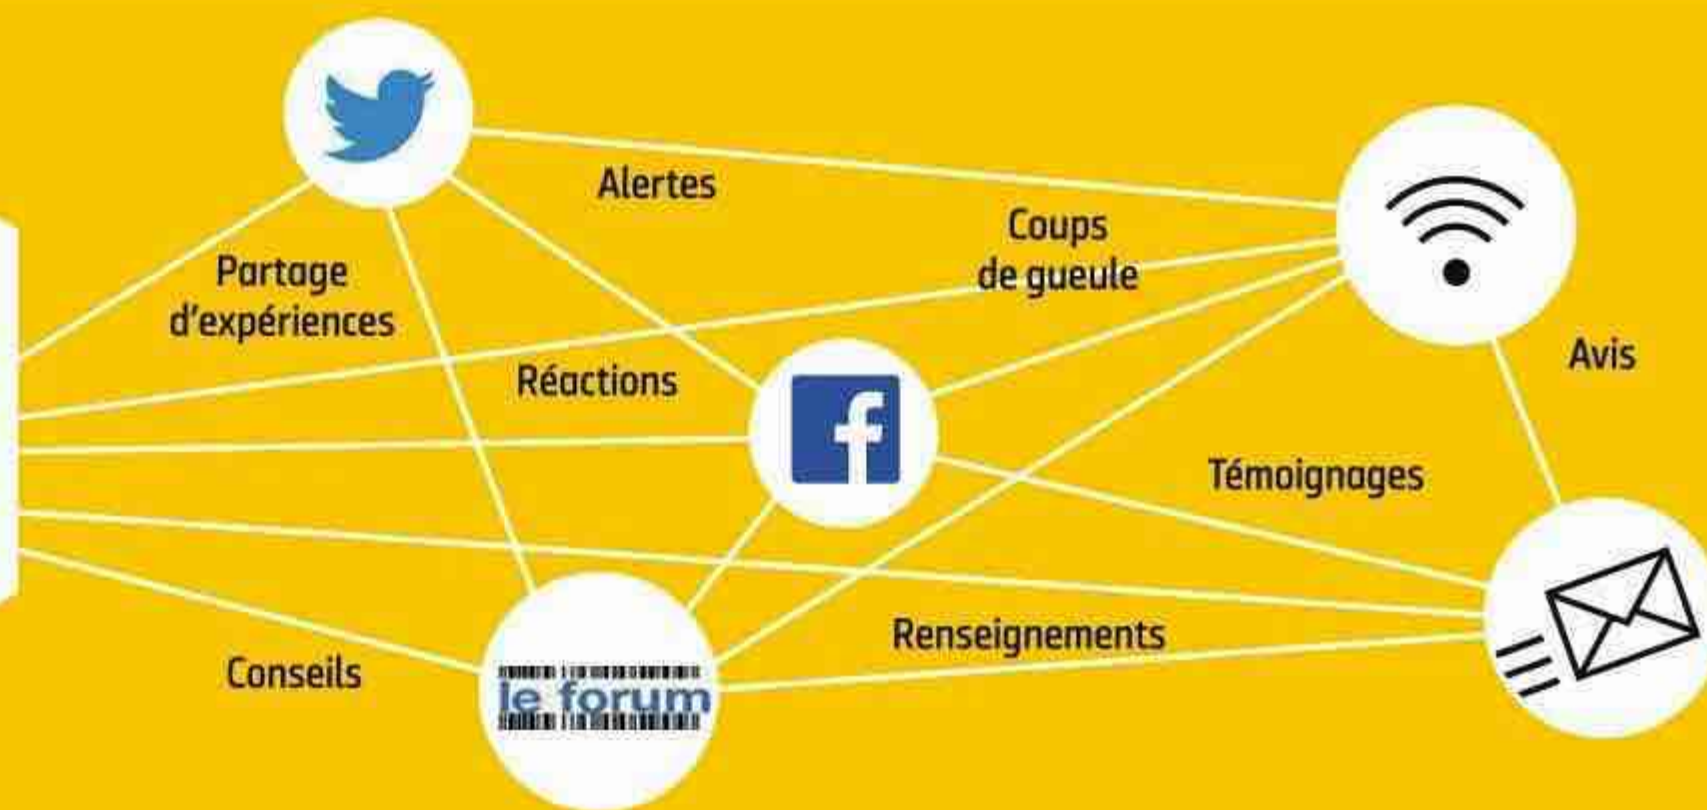 Alertes
Coups
de gueule
Partage
d'expériences
Avis
Réactions
f
Témoignages
Renseignements
Conseils
le forum